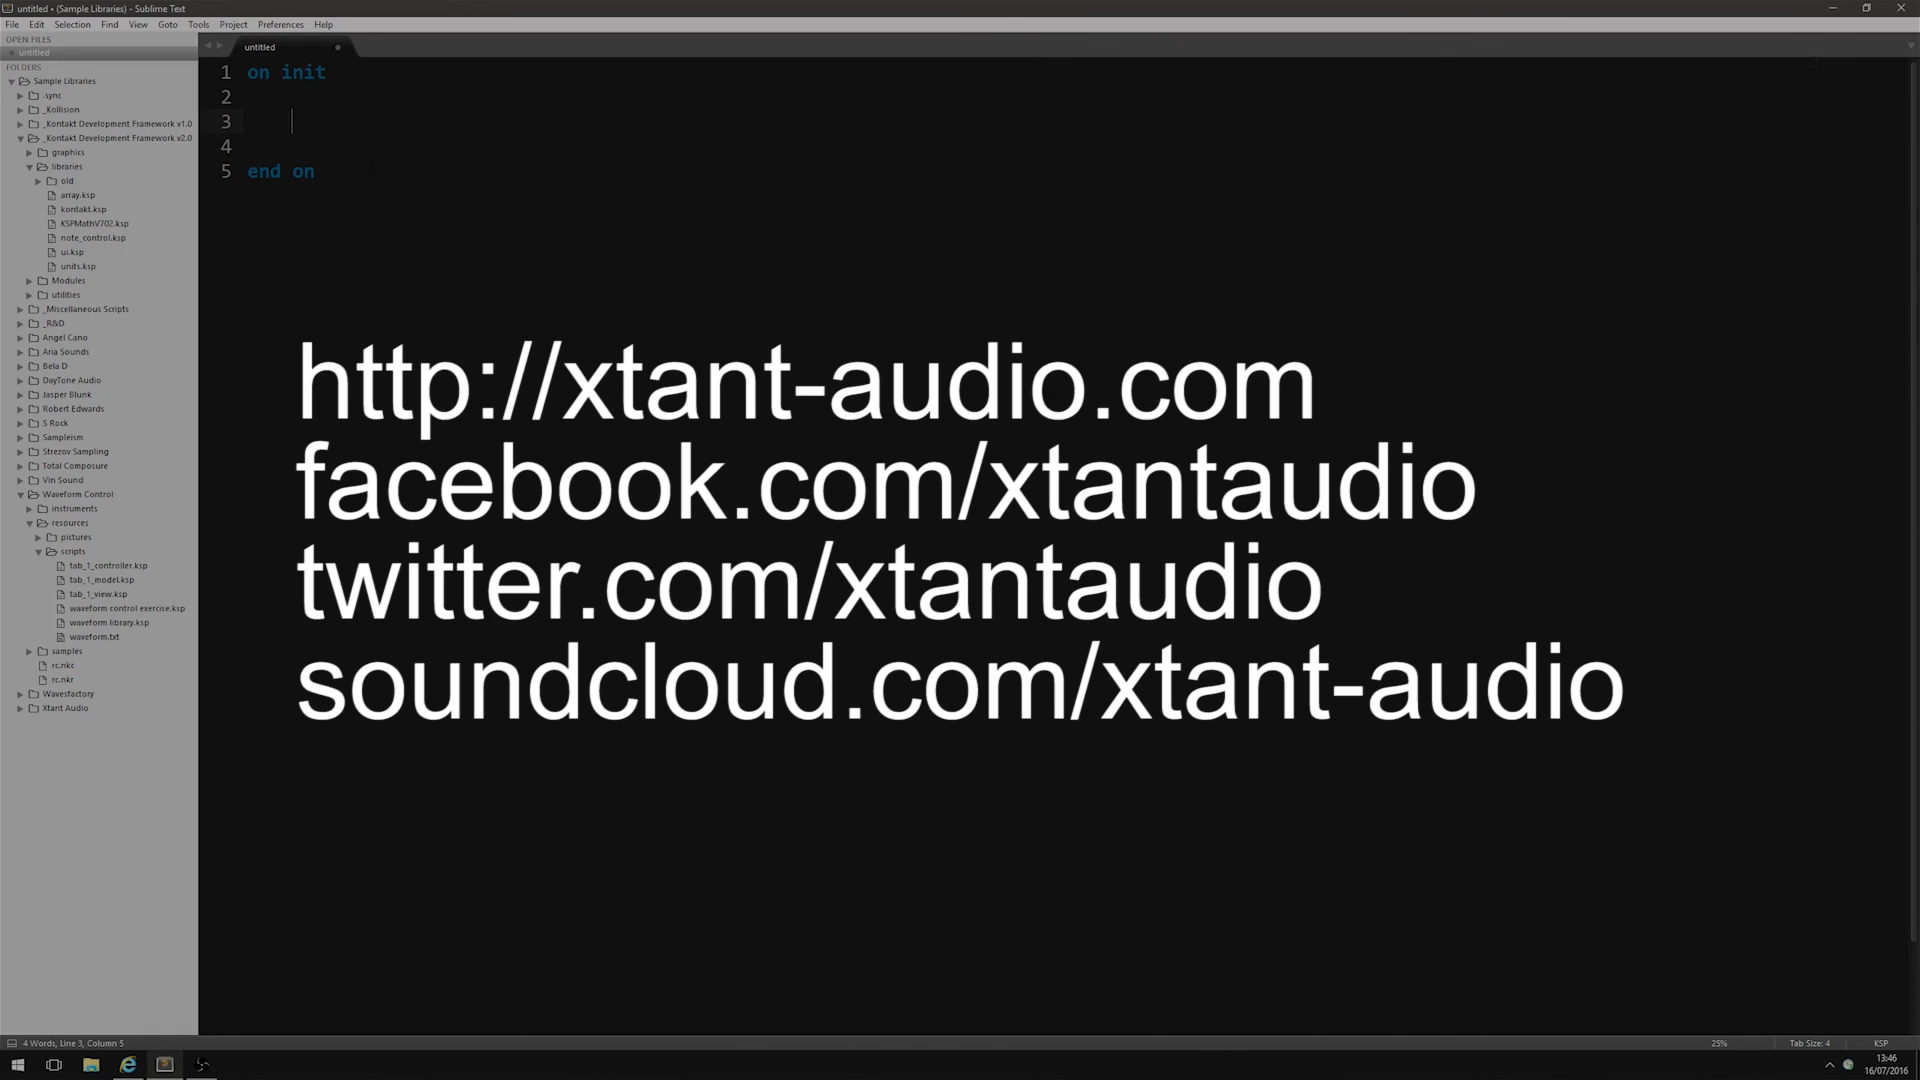 untitled • (Sample Libraries) - Sublime Text
File Edit Selection Find View Goto Tools Project Preferences Help
OPEN FILES
untitled
FOLDERS
Sample Libraries
.sync
_Kollision
_Kontakt Development Framework v1.0
_Kontakt Development Framework v2.0
graphics
libraries
old
array.ksp
kontakt.ksp
KSPMathV702.ksp
note_control.ksp
ui.ksp
units.ksp
Modules
utilities
_Miscellaneous Scripts
_R&D
Angel Cano
Aria Sounds
Bela D
DayTone Audio
Jasper Blunk
Robert Edwards
S Rock
Sampleism
Strezov Sampling
Total Composure
Vin Sound
Waveform Control
instruments
resources
pictures
scripts
tab_1_controller.ksp
tab_1_model.ksp
tab_1_view.ksp
waveform control exercise.ksp
waveform library.ksp
waveform.txt
samples
rc.nkc
rc.nkr
Wavesfactory
Xtant Audio
untitled
1 on init
2
3
4
5 end on
http://xtant-audio.com
facebook.com/xtantaudio
twitter.com/xtantaudio
soundcloud.com/xtant-audio
4 Words, Line 3, Column 5
25% Tab Size: 4 KSP
13:46
16/07/2016